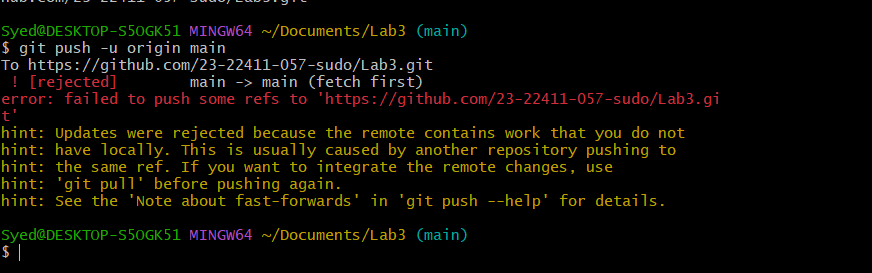 hub.com/23-22411-057-sudo/Lab3.git
Syed@DESKTOP-S5OGK51 MINGW64 ~/Documents/Lab3 (main)
$ git push -u origin main
To https://github.com/23-22411-057-sudo/Lab3.git
 ! [rejected]        main -> main (fetch first)
error: failed to push some refs to 'https://github.com/23-22411-057-sudo/Lab3.gi
t'
hint: Updates were rejected because the remote contains work that you do not
hint: have locally. This is usually caused by another repository pushing to
hint: the same ref. If you want to integrate the remote changes, use
hint: 'git pull' before pushing again.
hint: See the 'Note about fast-forwards' in 'git push --help' for details.
Syed@DESKTOP-S5OGK51 MINGW64 ~/Documents/Lab3 (main)
$